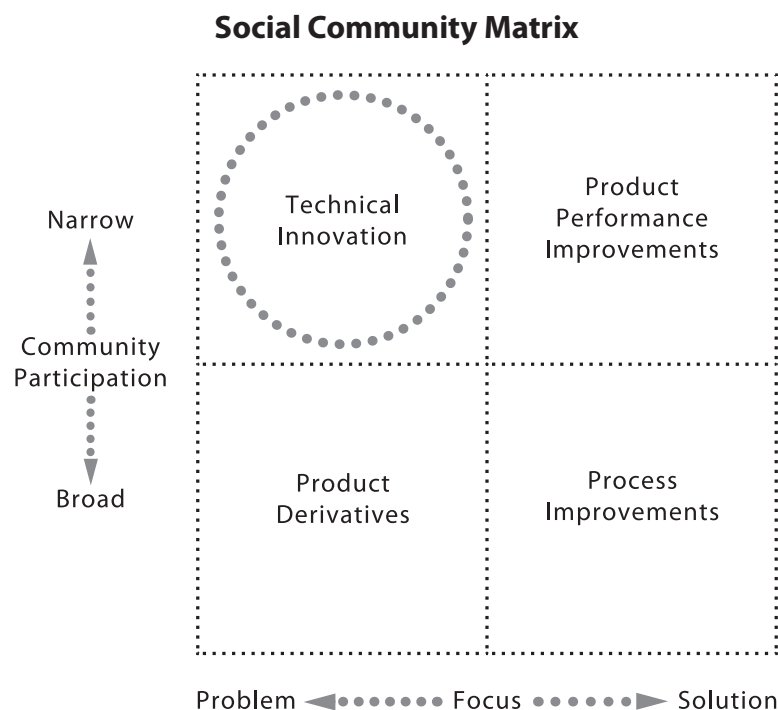 Social Community Matrix
Technical
Innovation
Product
Performance
Improvements
Narrow
Community
Participation
Broad
Product
Derivatives
Process
Improvements
Problem
Focus
Solution